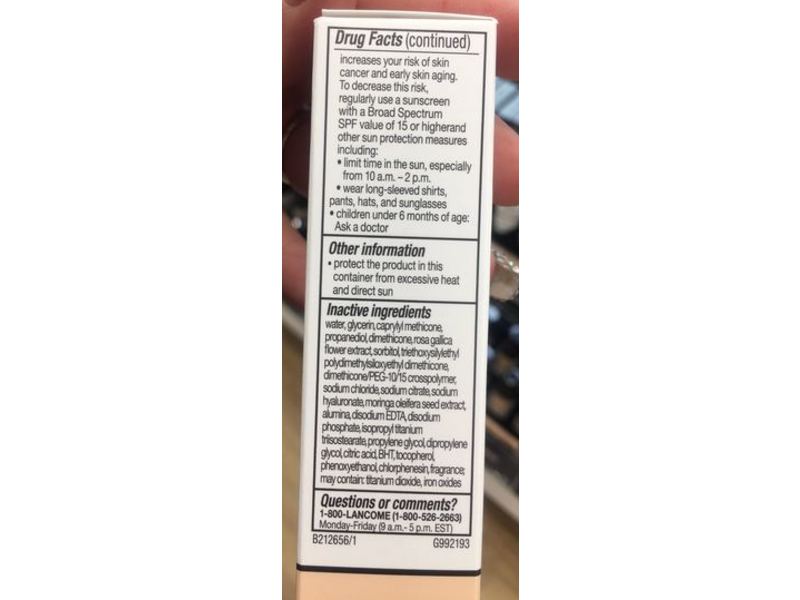 Drug Facts (continued)
increases your risk of skin
cancer and early skin aging.
To decrease this risk,
regularly use a sunscreen
with a Broad Spectrum
SPF value of 15 or higherand
other sun protection measures
including:
• limit time in the sun, especially
from 10 a.m. – 2 p.m.
• wear long-sleeved shirts,
pants, hats, and sunglasses
• children under 6 months of age:
Ask a doctor
Other information
• protect the product in this
container from excessive heat
and direct sun
Inactive ingredients
water, glycerin, caprylyl methicone,
propanediol, dimethicone, rosa gallica
flower extract, sorbitol, triethoxysilylethyl
polydimethylsiloxyethyl dimethicone,
dimethicone/PEG-10/15 crosspolymer,
sodium chloride, sodium citrate, sodium
hyaluronate, moringa oleifera seed extract,
alumina, disodium EDTA, disodium
phosphate, isopropyl titanium
triisostearate, propylene glycol, dipropylene
glycol, citric acid, BHT, tocopherol,
phenoxyethanol, chlorphenesin, fragrance;
may contain: titanium dioxide, iron oxides
Questions or comments?
1-800-LANCOME (1-800-526-2663)
Monday-Friday (9 a.m.- 5 p.m. EST)
B212656/1 G992193